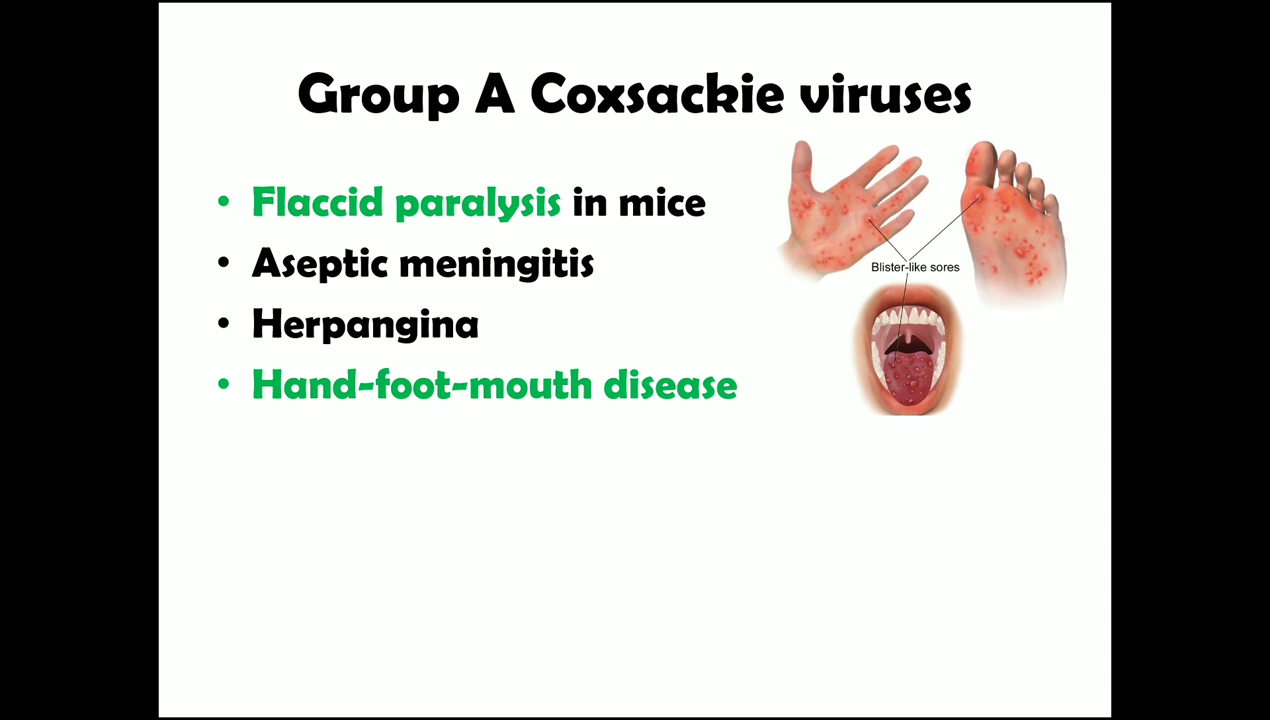 Group A Coxsackie viruses
• Flaccid paralysis in mice
• Aseptic meningitis
• Herpangina
• Hand-foot-mouth disease
Blister-like sores